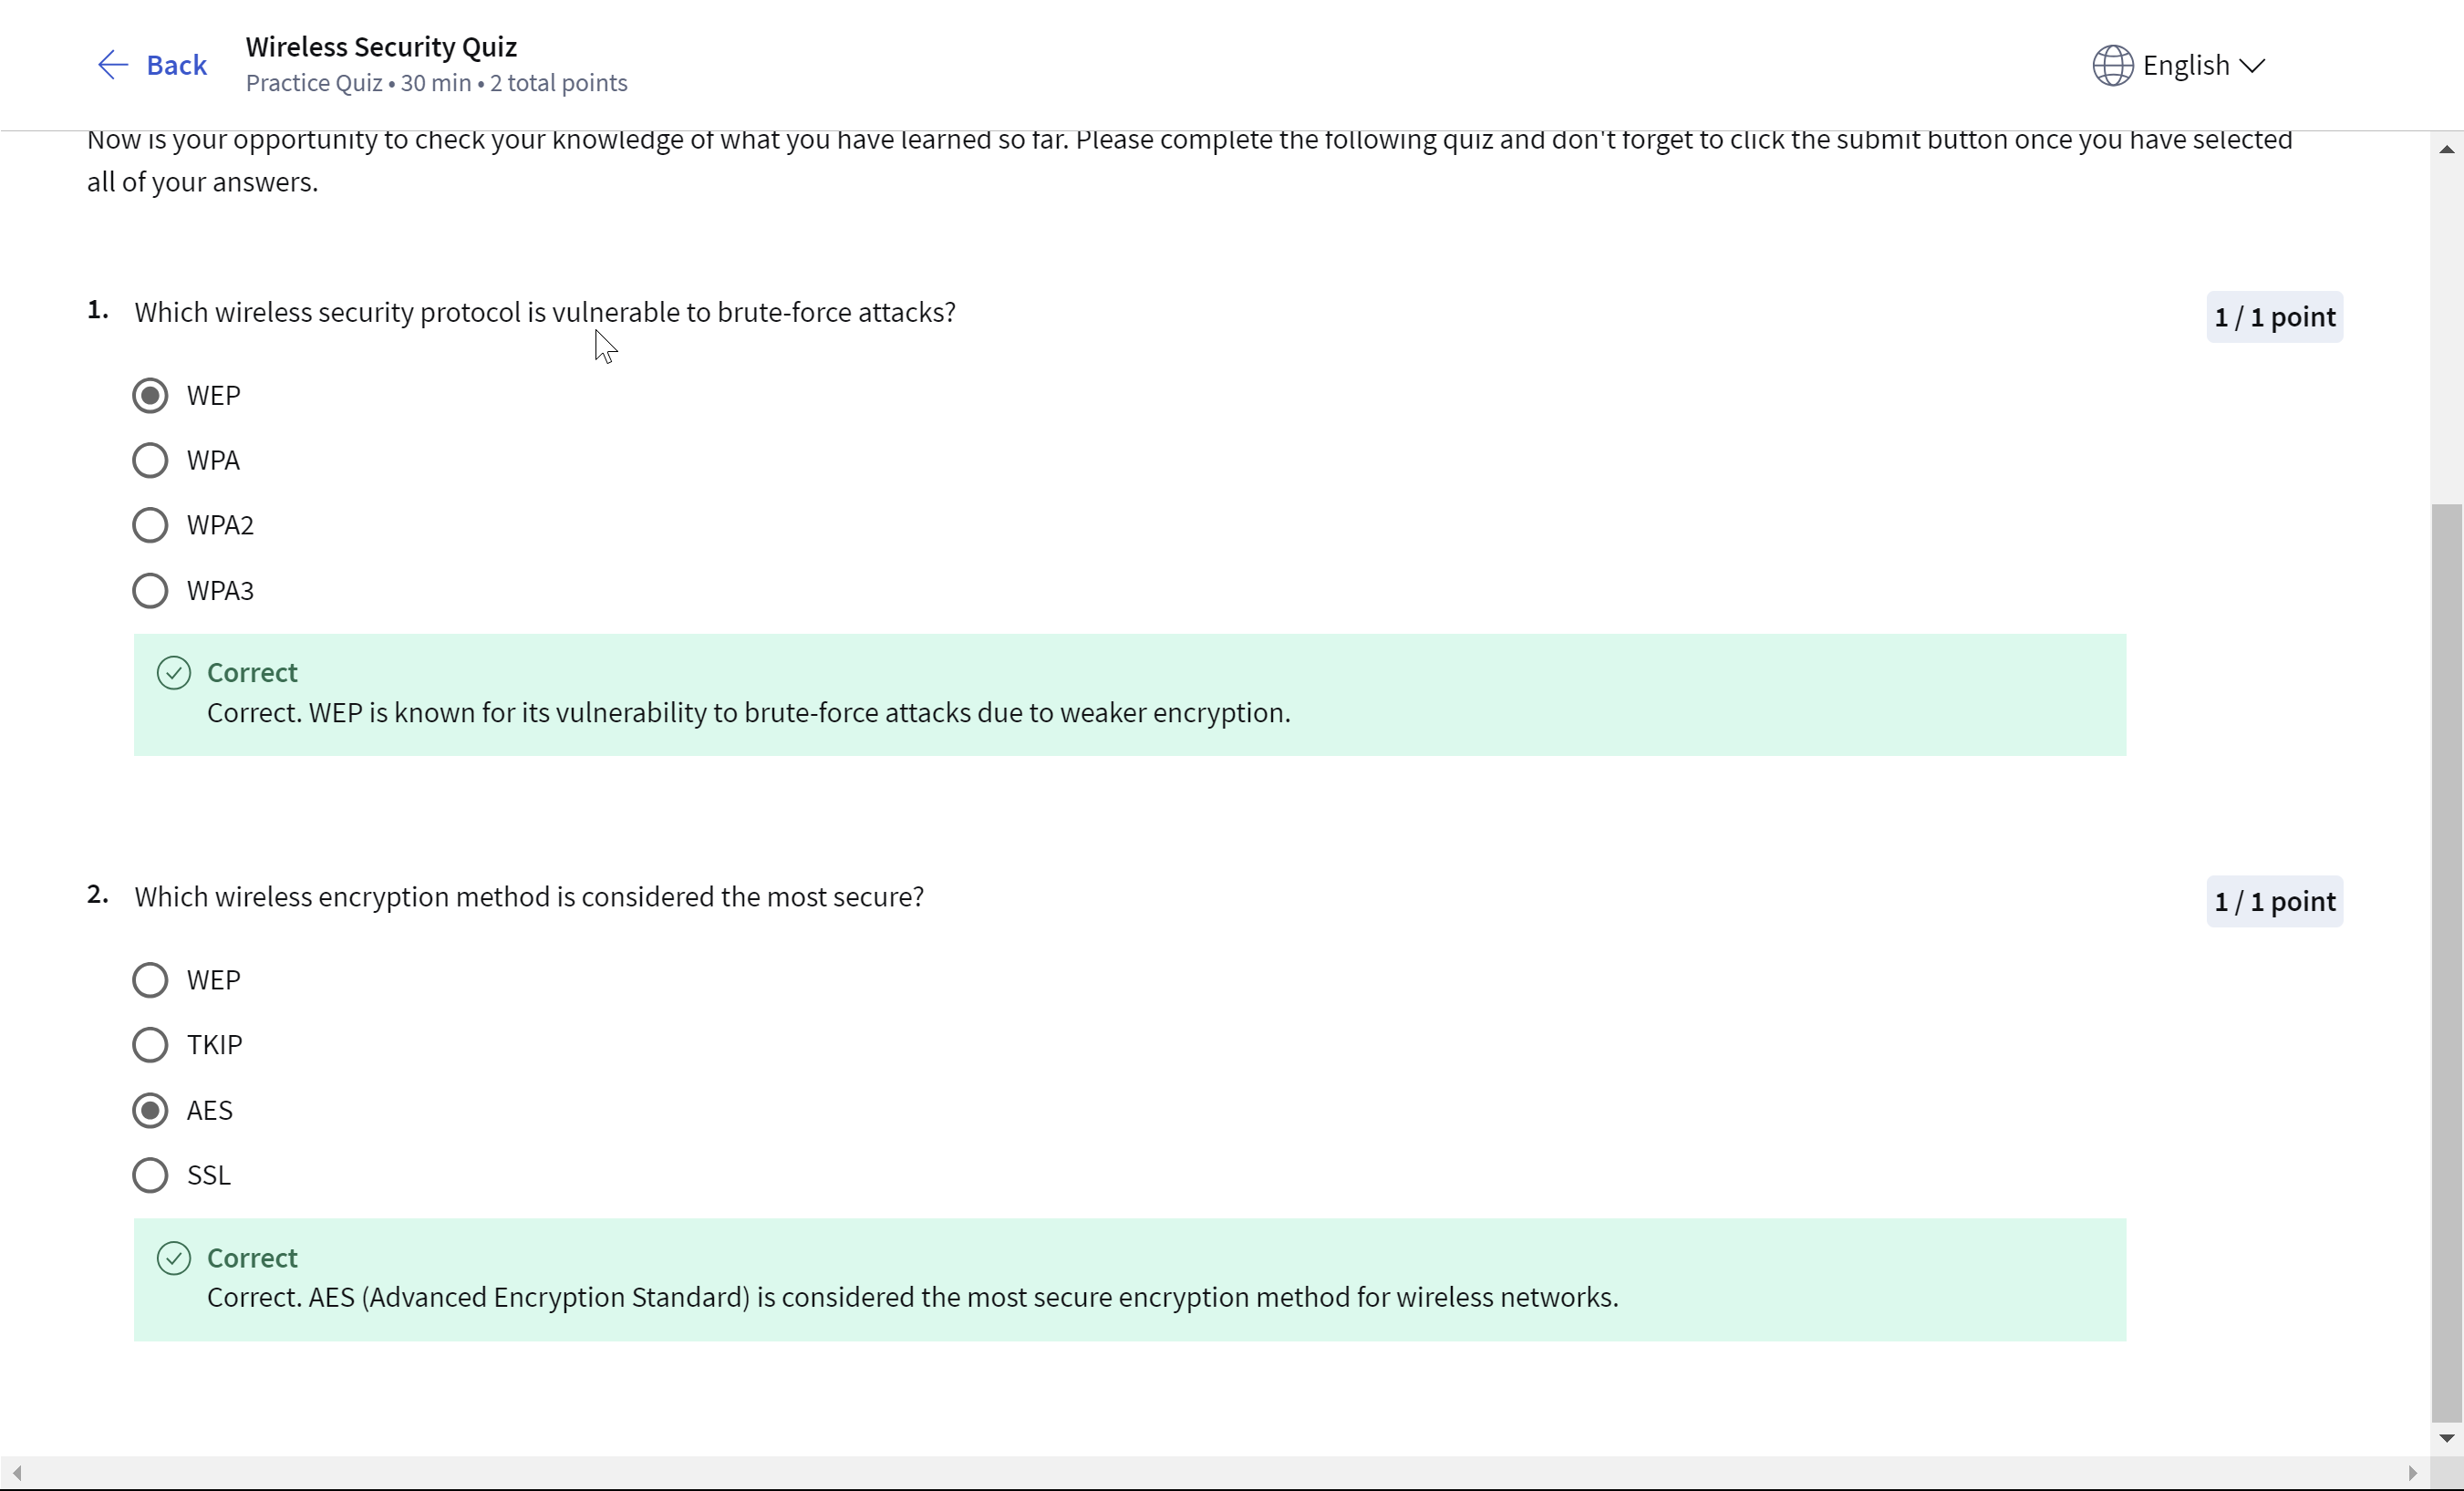 Back
Wireless Security Quiz
Practice Quiz • 30 min • 2 total points
English
Now is your opportunity to check your knowledge of what you have learned so far. Please complete the following quiz and don't forget to click the submit button once you have selected
all of your answers.
1. Which wireless security protocol is vulnerable to brute-force attacks?
1 / 1 point
WEP
WPA
WPA2
WPA3
Correct
Correct. WEP is known for its vulnerability to brute-force attacks due to weaker encryption.
2. Which wireless encryption method is considered the most secure?
1 / 1 point
WEP
TKIP
AES
SSL
Correct
Correct. AES (Advanced Encryption Standard) is considered the most secure encryption method for wireless networks.